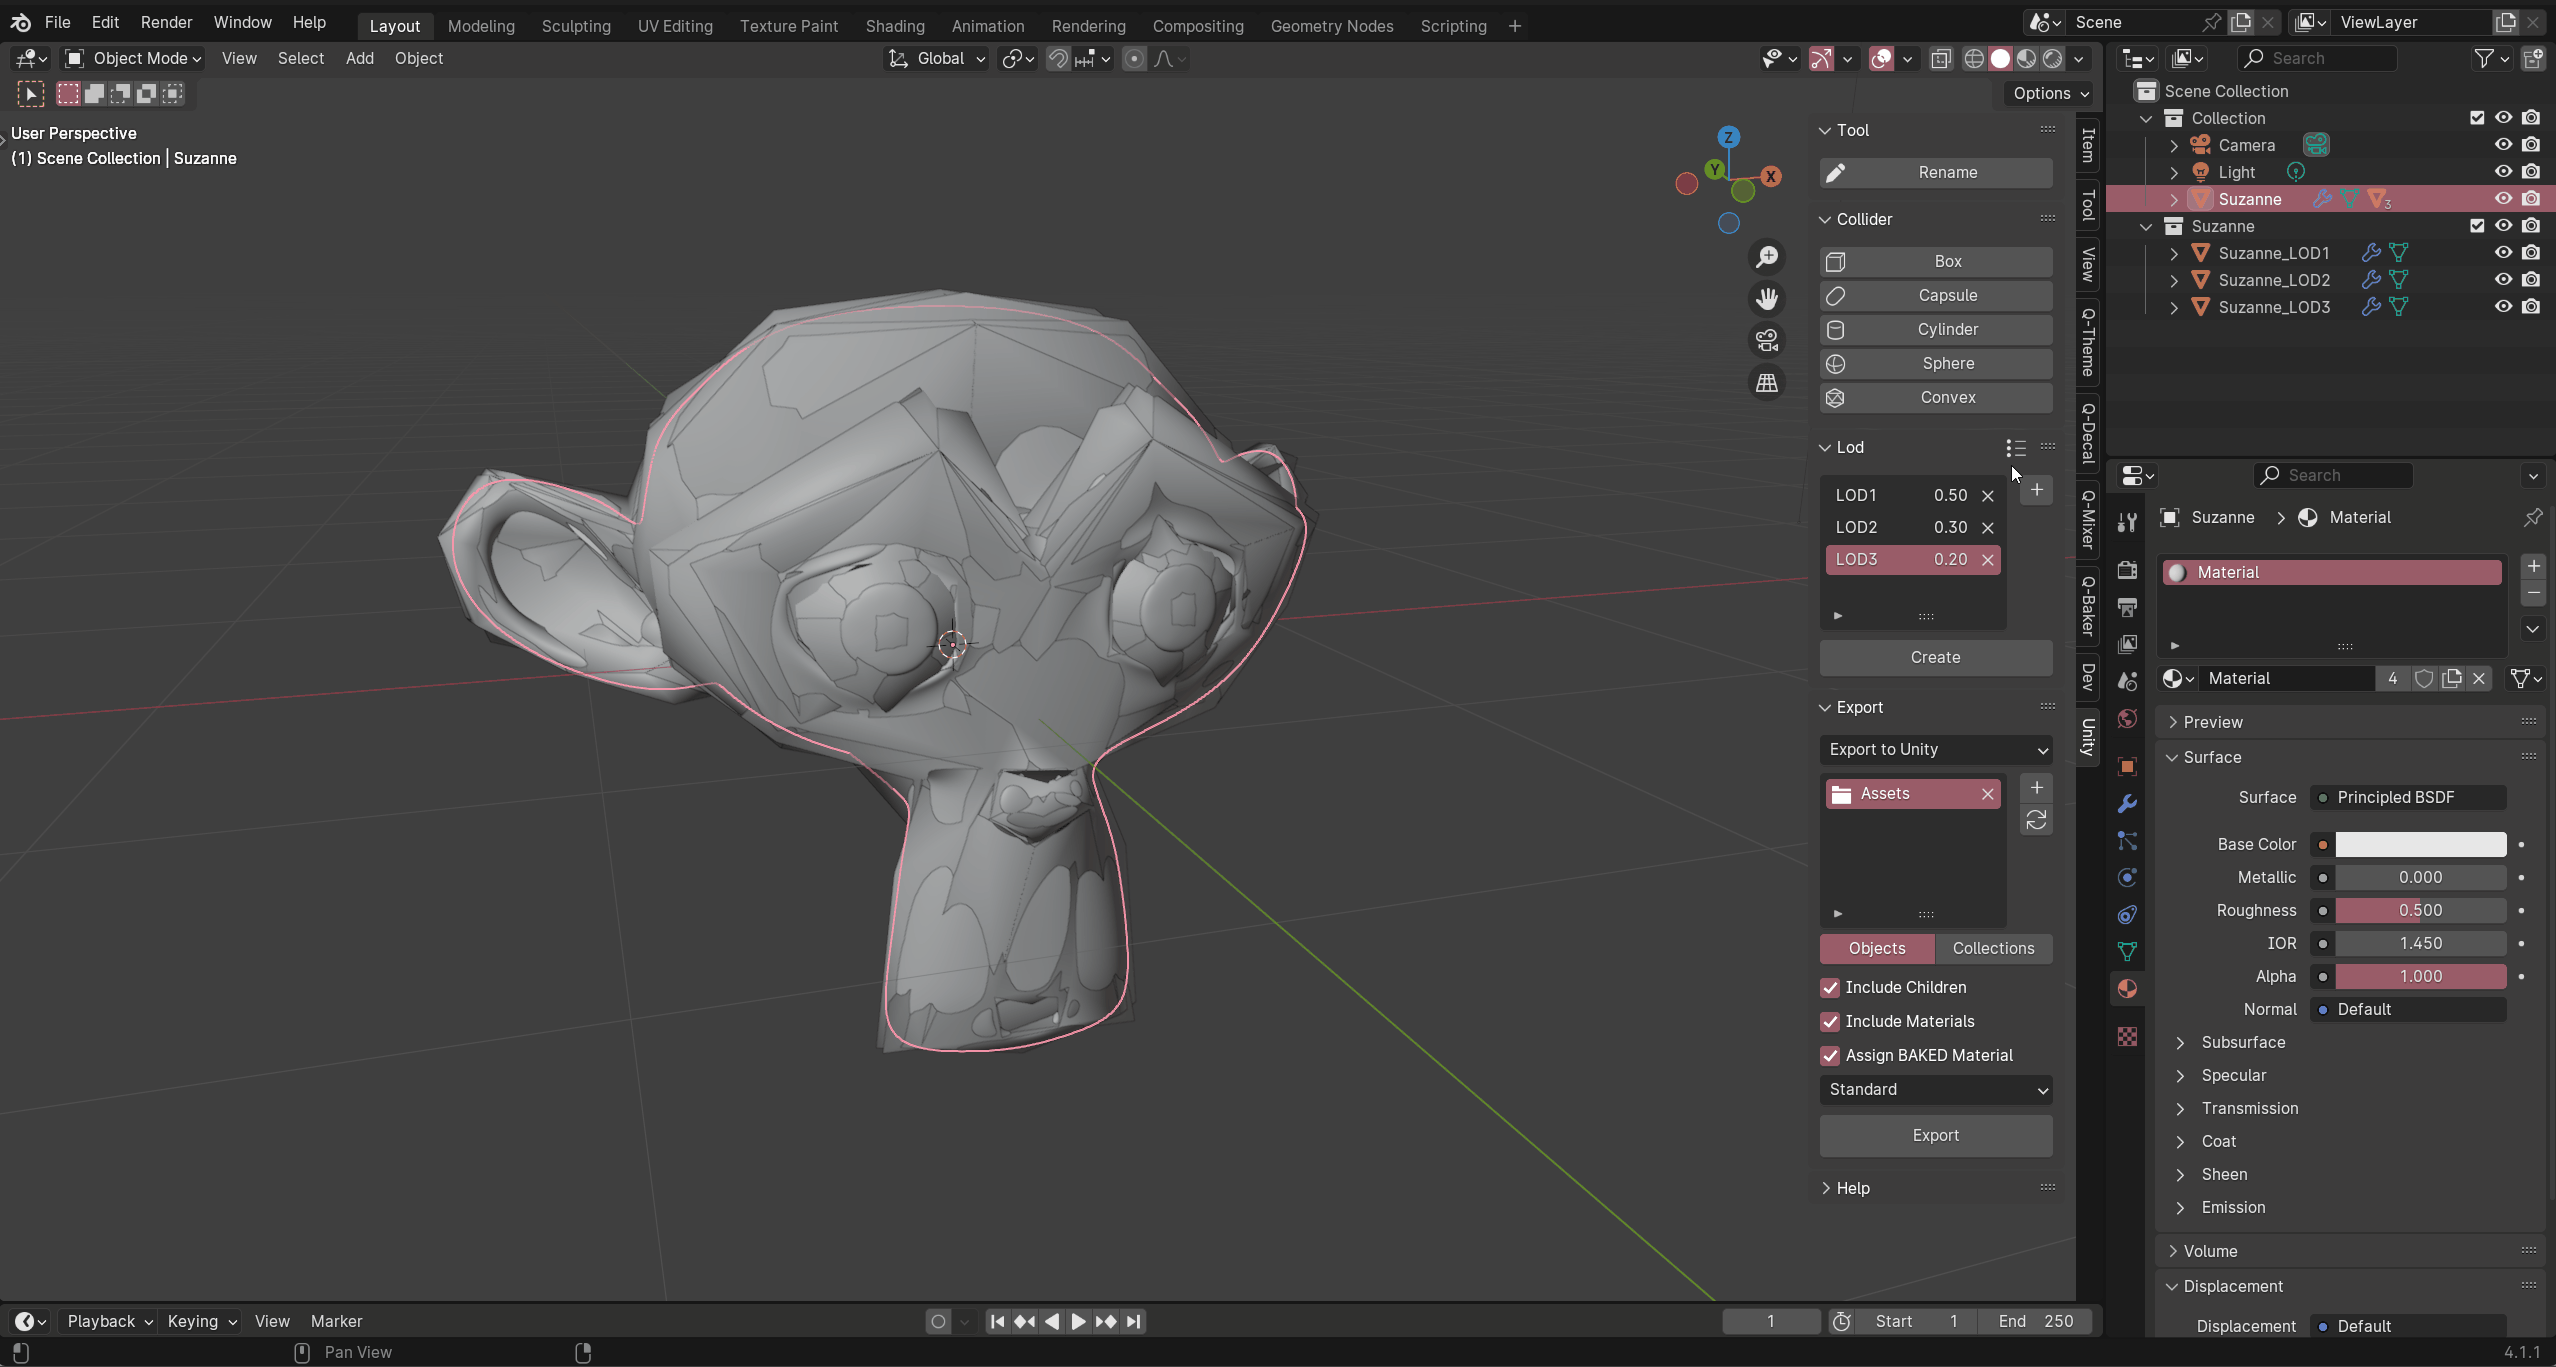 File Edit Render Window Help Layout Modeling Sculpting UV Editing Texture Paint Shading Animation Rendering Compositing Geometry Nodes Scripting Scene ViewLayer
Object Mode View Select Add Object Global Search
Options
User Perspective
(1) Scene Collection | Suzanne
Z
Y
X
Tool
Rename
Collider
Box
Capsule
Cylinder
Sphere
Convex
Lod
LOD1 0.50
LOD2 0.30
LOD3 0.20
Create
Export
Export to Unity
Assets
Objects Collections
Include Children
Include Materials
Assign BAKED Material
Standard
Export
Help
Item
Tool
View
Q-Theme
Q-Decal
Q-Mixer
Q-Baker
Dev
Unity
Scene Collection
Collection
Camera
Light
Suzanne 3
Suzanne
Suzanne_LOD1
Suzanne_LOD2
Suzanne_LOD3
Search
Suzanne Material
Material
Material 4
Preview
Surface
Surface Principled BSDF
Base Color
Metallic 0.000
Roughness 0.500
IOR 1.450
Alpha 1.000
Normal Default
Subsurface
Specular
Transmission
Coat
Sheen
Emission
Volume
Displacement
Displacement Default
Playback Keying View Marker 1 Start 1 End 250
Pan View 4.1.1